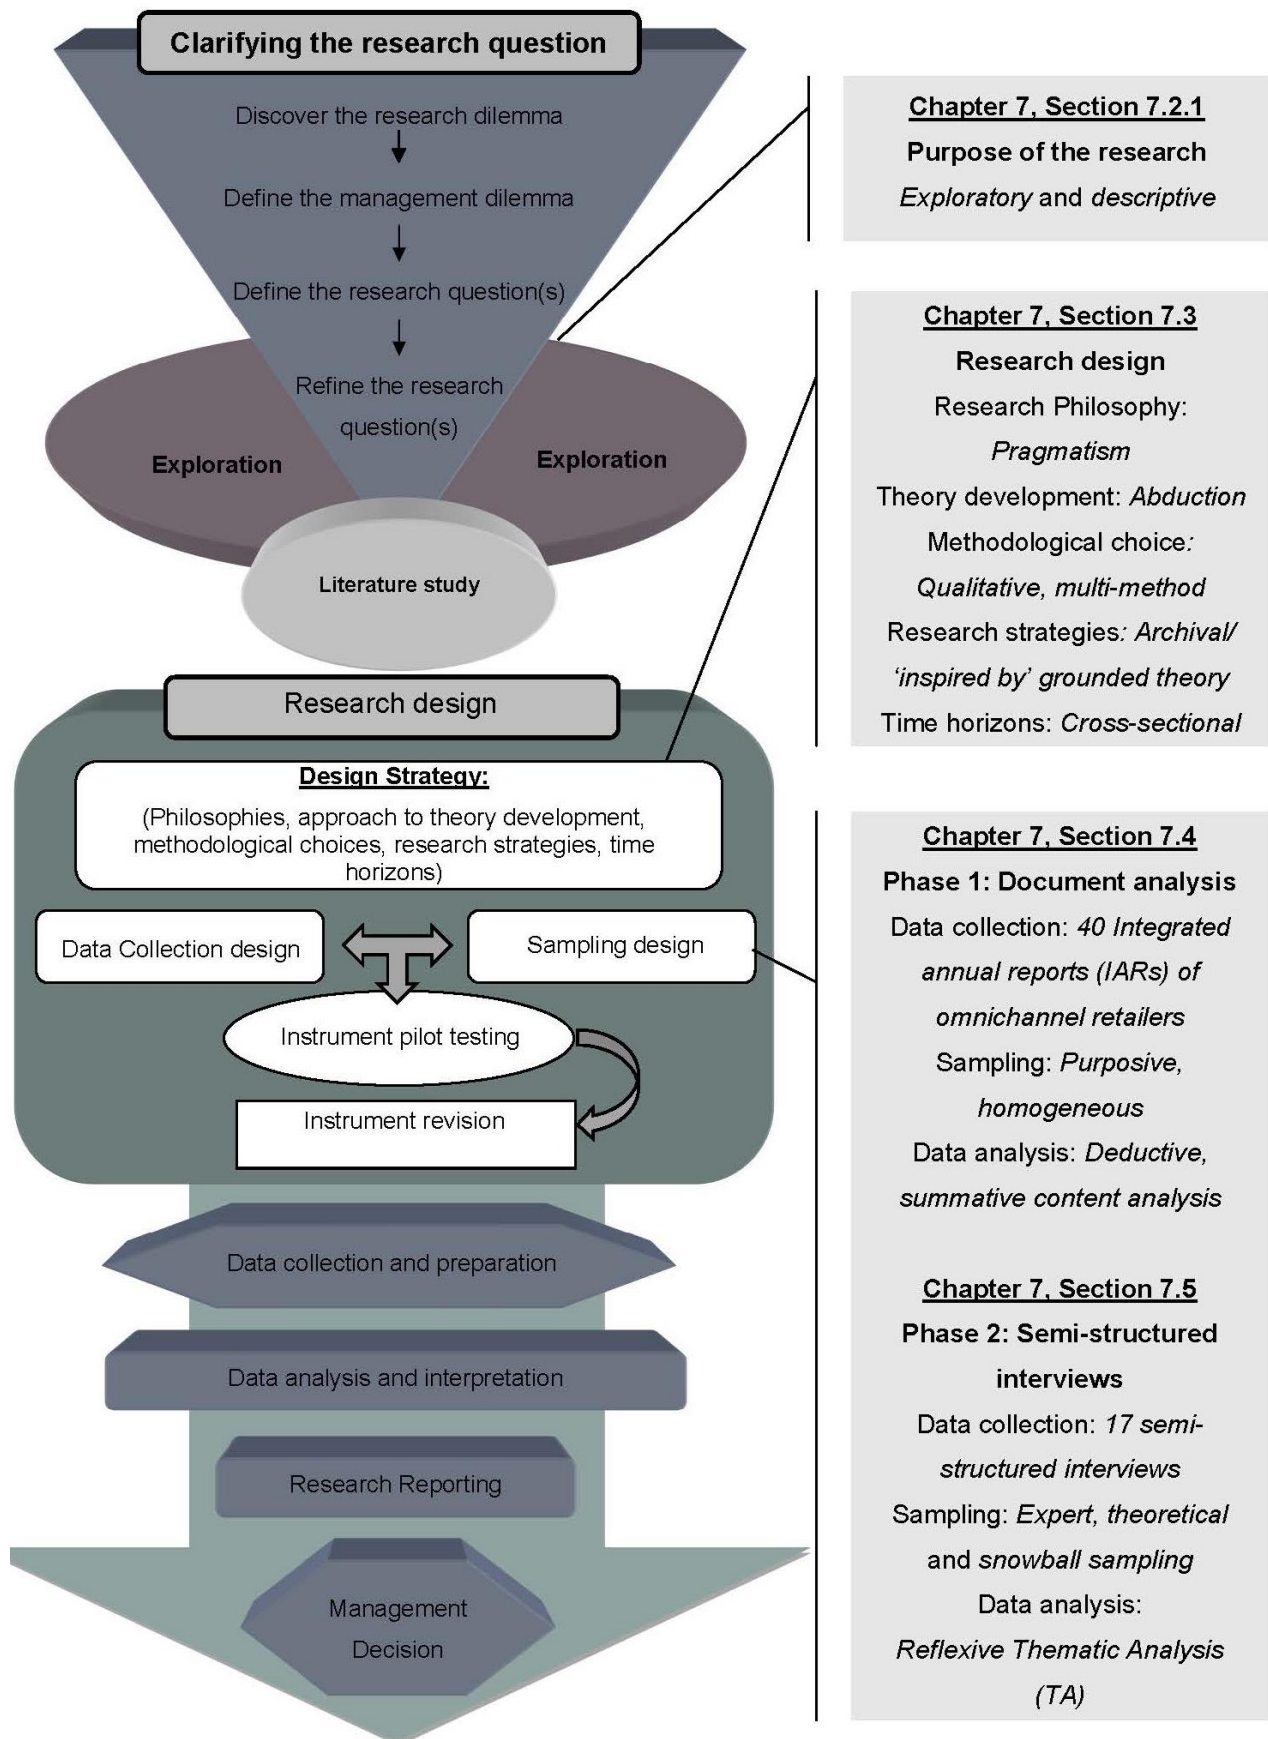 Clarifying the research question
Discover the research dilemma
Define the management dilemma
Define the research question(s)
Refine the research
question(s)
Exploration
Exploration
Literature study
Research design
Design Strategy:
(Philosophies, approach to theory development,
methodological choices, research strategies, time
horizons)
Data Collection design
Sampling design
Instrument pilot testing
Instrument revision
Data collection and preparation
Data analysis and interpretation
Research Reporting
Management
Decision
Chapter 7, Section 7.2.1
Purpose of the research
Exploratory and descriptive
Chapter 7, Section 7.3
Research design
Research Philosophy:
Pragmatism
Theory development: Abduction
Methodological choice:
Qualitative, multi-method
Research strategies: Archival/
‘inspired by’ grounded theory
Time horizons: Cross-sectional
Chapter 7, Section 7.4
Phase 1: Document analysis
Data collection: 40 Integrated
annual reports (IARs) of
omnichannel retailers
Sampling: Purposive,
homogeneous
Data analysis: Deductive,
summative content analysis
Chapter 7, Section 7.5
Phase 2: Semi-structured
interviews
Data collection: 17 semi-
structured interviews
Sampling: Expert, theoretical
and snowball sampling
Data analysis:
Reflexive Thematic Analysis
(TA)